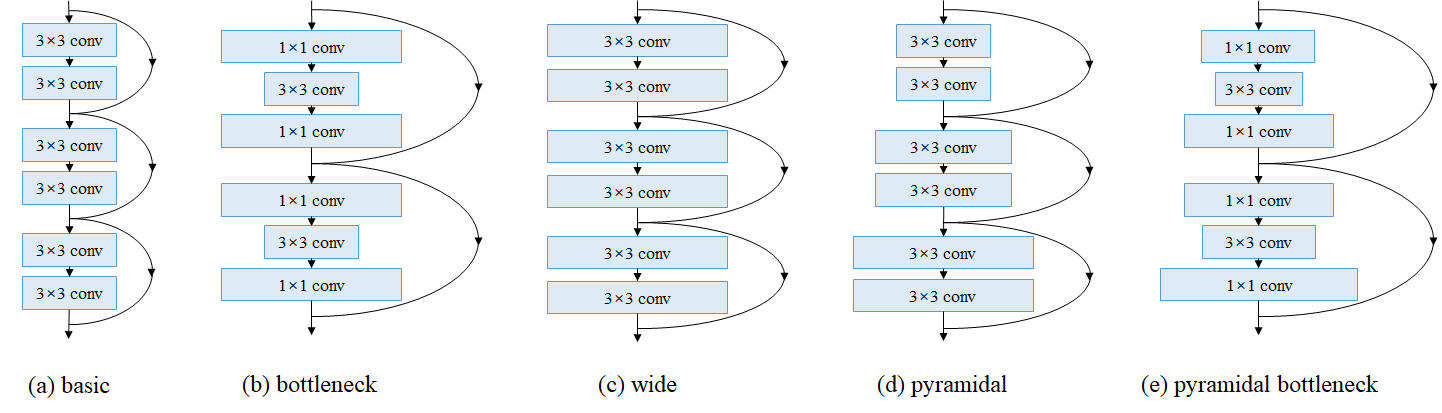 3×3 conv
3×3 conv
3×3 conv
3×3 conv
3×3 conv
3×3 conv
(a) basic
1×1 conv
3×3 conv
1×1 conv
1×1 conv
3×3 conv
1×1 conv
(b) bottleneck
3×3 conv
3×3 conv
3×3 conv
3×3 conv
3×3 conv
3×3 conv
(c) wide
3×3 conv
3×3 conv
3×3 conv
3×3 conv
3×3 conv
3×3 conv
(d) pyramidal
1×1 conv
3×3 conv
1×1 conv
1×1 conv
3×3 conv
1×1 conv
(e) pyramidal bottleneck